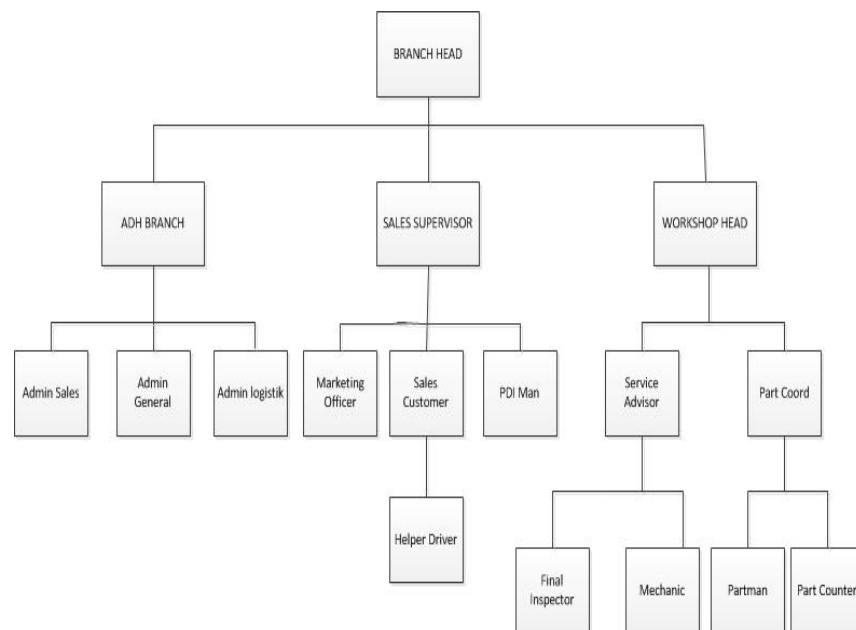 BRANCH HEAD
ADH BRANCH
SALES SUPERVISOR
WORKSHOP HEAD
Admin Sales
Admin
General
Admin logistik
Marketing
Officer
Sales
Customer
PDI Man
Service
Advisor
Part Coord
Helper Driver
Final
Inspector
Mechanic
Partman
Part Counter